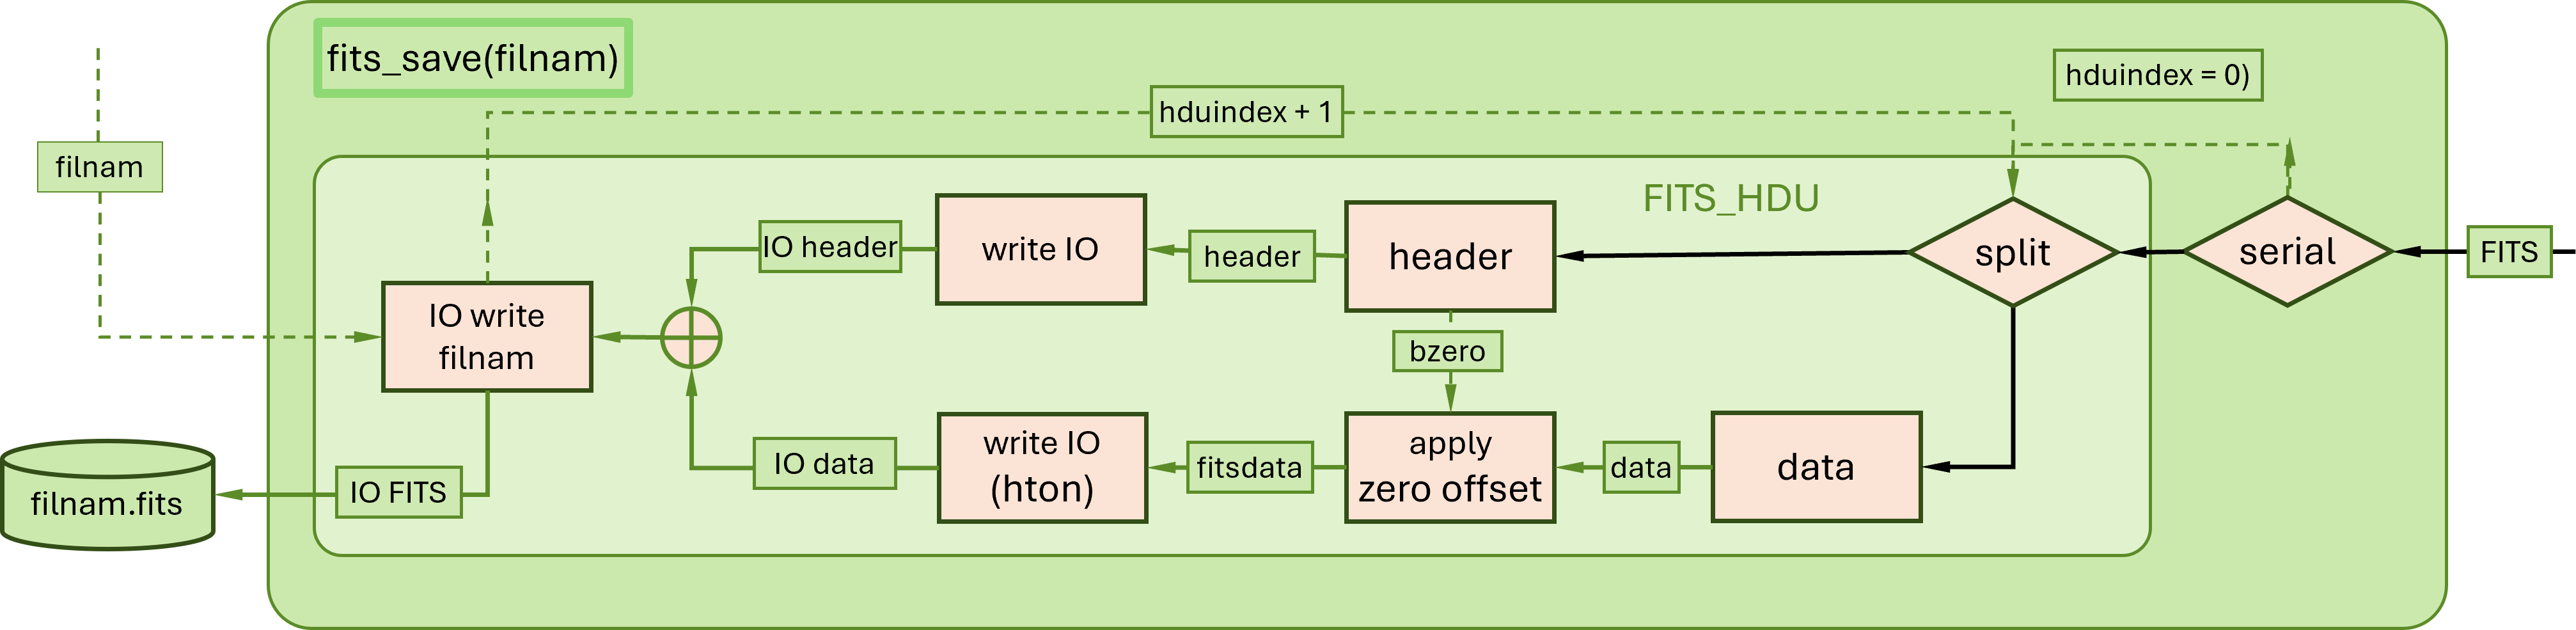 fits_save(filnam)
hduindex = 0)
hduindex + 1
filnam
FITS_HDU
IO header
write IO
header
header
split
serial
FITS
IO write
filnam
bzero
IO data
write IO
(hton)
fitsdata
apply
zero offset
data
data
IO FITS
filnam.fits